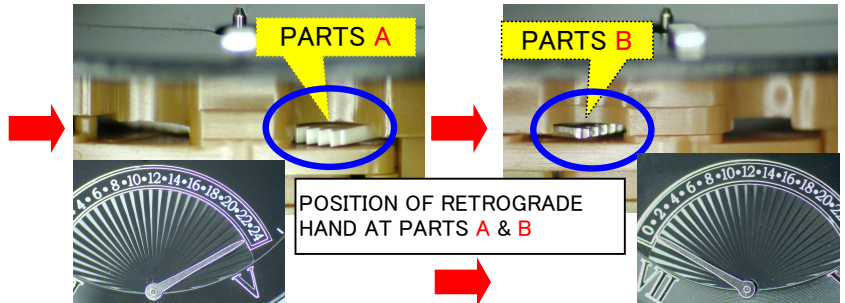 PARTS A
PARTS B
POSITION OF RETROGRADE
HAND AT PARTS A & B
4•6•8•10•12•14•16•18•20•22•24
V
0•2•4•6•8•10•12•14•16•18•20
VII